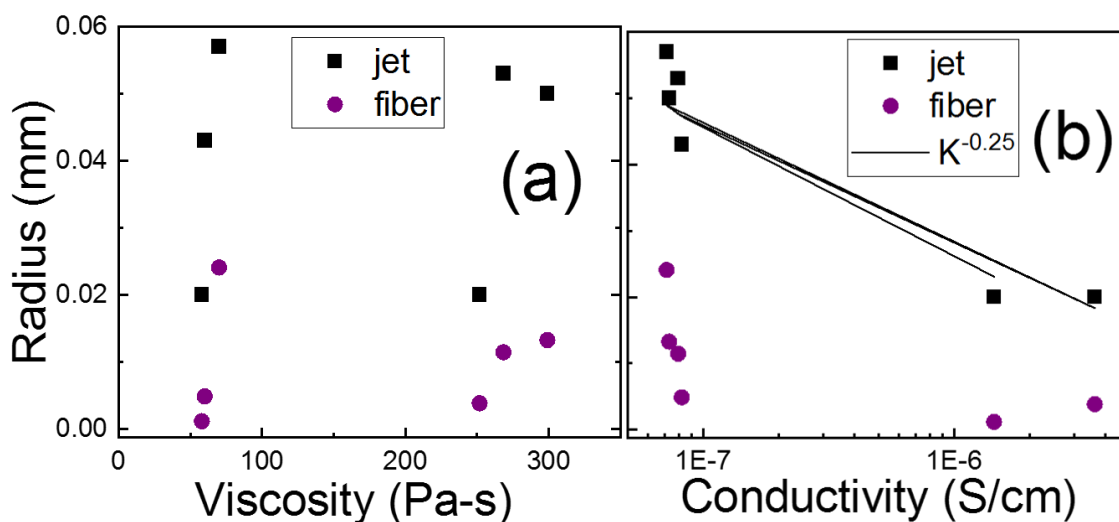 0.06
0.04
0.02
0.00
Radius (mm)
jet
fiber
(a)
0
100
200
300
Viscosity (Pa-s)
jet
fiber
K^-0.25
(b)
1E-7
1E-6
Conductivity (S/cm)